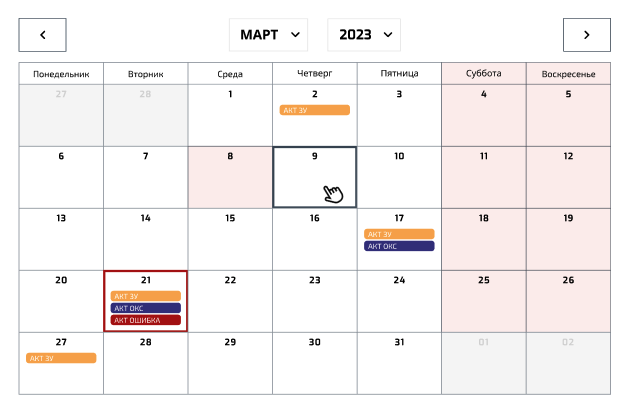 МАРТ 2023
Понедельник Вторник Среда Четверг Пятница Суббота Воскресенье
27 28 1 2 3 4 5
АКТ ЗУ
6 7 8 9 10 11 12
13 14 15 16 17 18 19
АКТ ЗУ
АКТ ОКС
20 21 22 23 24 25 26
АКТ ЗУ
АКТ ОКС
АКТ ОШИБКА
27 28 29 30 31 01 02
АКТ ЗУ